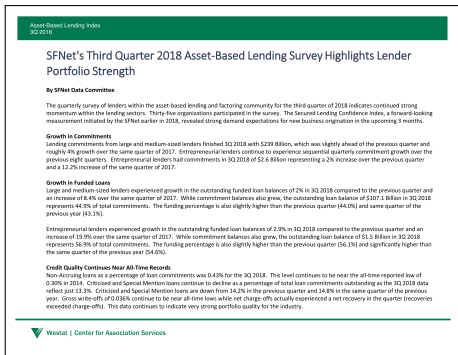 Asset-Based Lending Index
3Q 2018
SFNet's Third Quarter 2018 Asset-Based Lending Survey Highlights Lender
Portfolio Strength
By SFNet Data Committee
The quarterly survey of lenders within the asset-based lending and factoring community for the third quarter of 2018 indicates continued strong
momentum within the lending sectors. Thirty-five organizations participated in the survey. The Secured Lending Confidence Index, a forward-looking
measurement initiated by the SFNet earlier in 2018, revealed strong demand expectations for new business origination in the upcoming 3 months.
Growth in Commitments
Lending commitments from large and medium-sized lenders finished 3Q 2018 with $239 Billion, which was slightly ahead of the previous quarter and
roughly 4% growth over the same quarter of 2017. Entrepreneurial lenders continue to experience sequential quarterly commitment growth over the
previous eight quarters. Entrepreneurial lenders had commitments in 3Q 2018 of $2.6 Billion representing a 2% increase over the previous quarter and
a 12.2% increase of the same quarter of 2017.
Growth in Funded Loans
Large and medium-sized lenders experienced growth in the outstanding funded loan balances of 2% in 3Q 2018 compared to the previous quarter and
an increase of 8.4% over the same quarter of 2017. While commitment balances also grew, the outstanding loan balance of $107.1 Billion in 3Q 2018
represents 44.9% of total commitments. The funding percentage is also slightly higher than the previous quarter (44.0%) and same quarter of the
previous year (43.1%).
Entrepreneurial lenders experienced growth in the outstanding funded loan balances of 2.9% in 3Q 2018 compared to the previous quarter and an
increase of 19.9% over the same quarter of 2017. While commitment balances also grew, the outstanding loan balance of $1.5 Billion in 3Q 2018
represents 56.9% of total commitments. The funding percentage is also slightly higher than the previous quarter (56.1%) and significantly higher than
the same quarter of the previous year (54.6%).
Credit Quality Continues Near All-Time Records
Non-Accruing loans as a percentage of loan commitments was 0.43% for the 3Q 2018. This level continues to be near the all-time reported low of
0.30% in 2014. Criticized and Special Mention loans continue to decline as a percentage of total loan commitments outstanding as the 3Q 2018 data
reflect just 13.3%. Criticized and Special Mention loans are down from 14.2% in the previous quarter and 14.8% in the same quarter of the previous
year. Gross write-offs of 0.036% continue to be near all-time lows while net charge-offs actually experienced a net recovery in the quarter (recoveries
exceeded charge-offs). This data continues to indicate very strong portfolio quality for the industry.
Westat | Center for Association Services